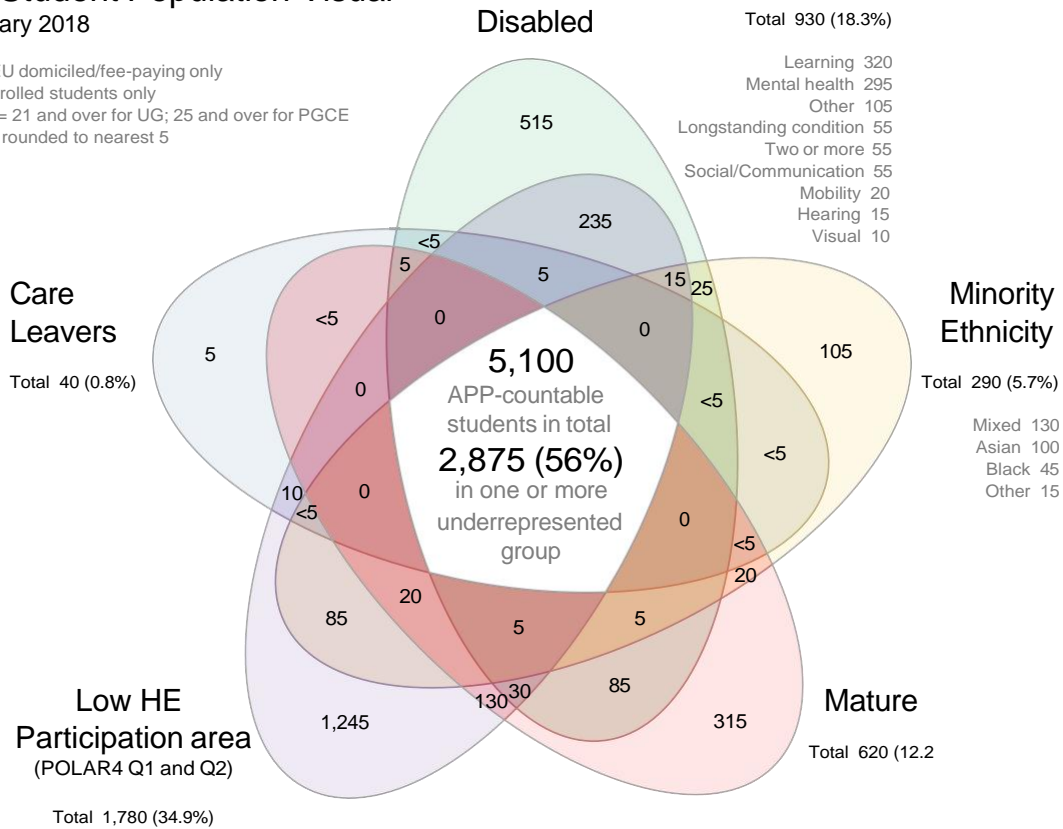 Student Population Visual
ary 2018
U domiciled/fee-paying only
rolled students only
= 21 and over for UG; 25 and over for PGCE
rounded to nearest 5
Disabled
Total 930 (18.3%)
Learning 320
Mental health 295
Other 105
Longstanding condition 55
Two or more 55
Social/Communication 55
Mobility 20
Hearing 15
Visual 10
515
235
<5
5
5
15
25
Care
Leavers
Total 40 (0.8%)
5
<5
0
0
105
Minority
Ethnicity
Total 290 (5.7%)
Mixed 130
Asian 100
Black 45
Other 15
5,100
APP-countable
students in total
2,875 (56%)
in one or more
underrepresented
group
0
<5
<5
10
<5
0
0
<5
20
85
20
5
5
130
30
85
1,245
315
Low HE
Participation area
(POLAR4 Q1 and Q2)
Total 1,780 (34.9%)
Mature
Total 620 (12.2